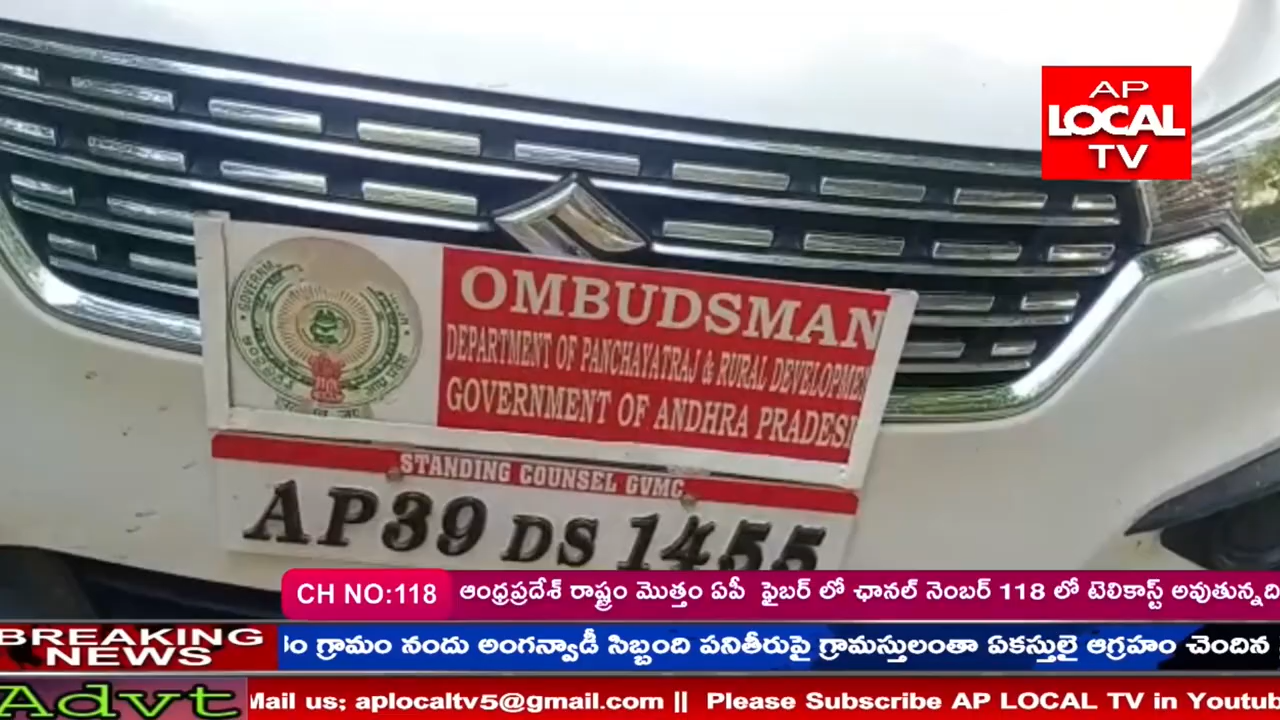 AP
LOCAL
TV
OMBUDSMAN
DEPARTMENT OF PANCHAYATRAJ & RURAL DEVELOPMEN
GOVERNMENT OF ANDHRA PRADES
STANDING COUNSEL GVMC
AP39 DS 1455
CH NO:118 ఆంధ్రప్రదేశ్ రాష్ట్రం మొత్తం ఏపీ ఫైబర్ లో ఛానల్ నెంబర్ 118 లో టెలికాస్ట్ అవుతున్నది
BREAKING NEWS
గ్రామం నందు అంగన్వాడీ సిబ్బంది పనితీరుపై గ్రామస్తులంతా ఏకస్తులై ఆగ్రహం చెందిన
Advt Mail us; aplocaltv5@gmail.com || Please Subscribe AP LOCAL TV in Youtub